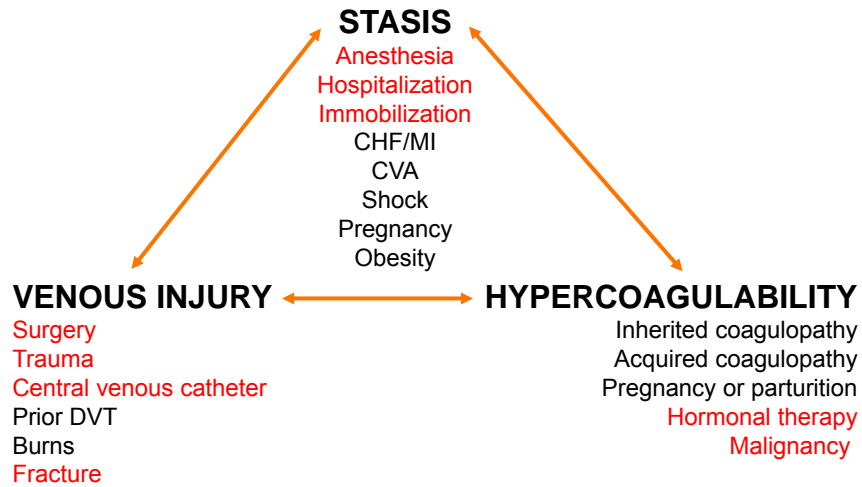 STASIS
Anesthesia
Hospitalization
Immobilization
CHF/MI
CVA
Shock
Pregnancy
Obesity
VENOUS INJURY
Surgery
Trauma
Central venous catheter
Prior DVT
Burns
Fracture
HYPERCOAGULABILITY
Inherited coagulopathy
Acquired coagulopathy
Pregnancy or parturition
Hormonal therapy
Malignancy